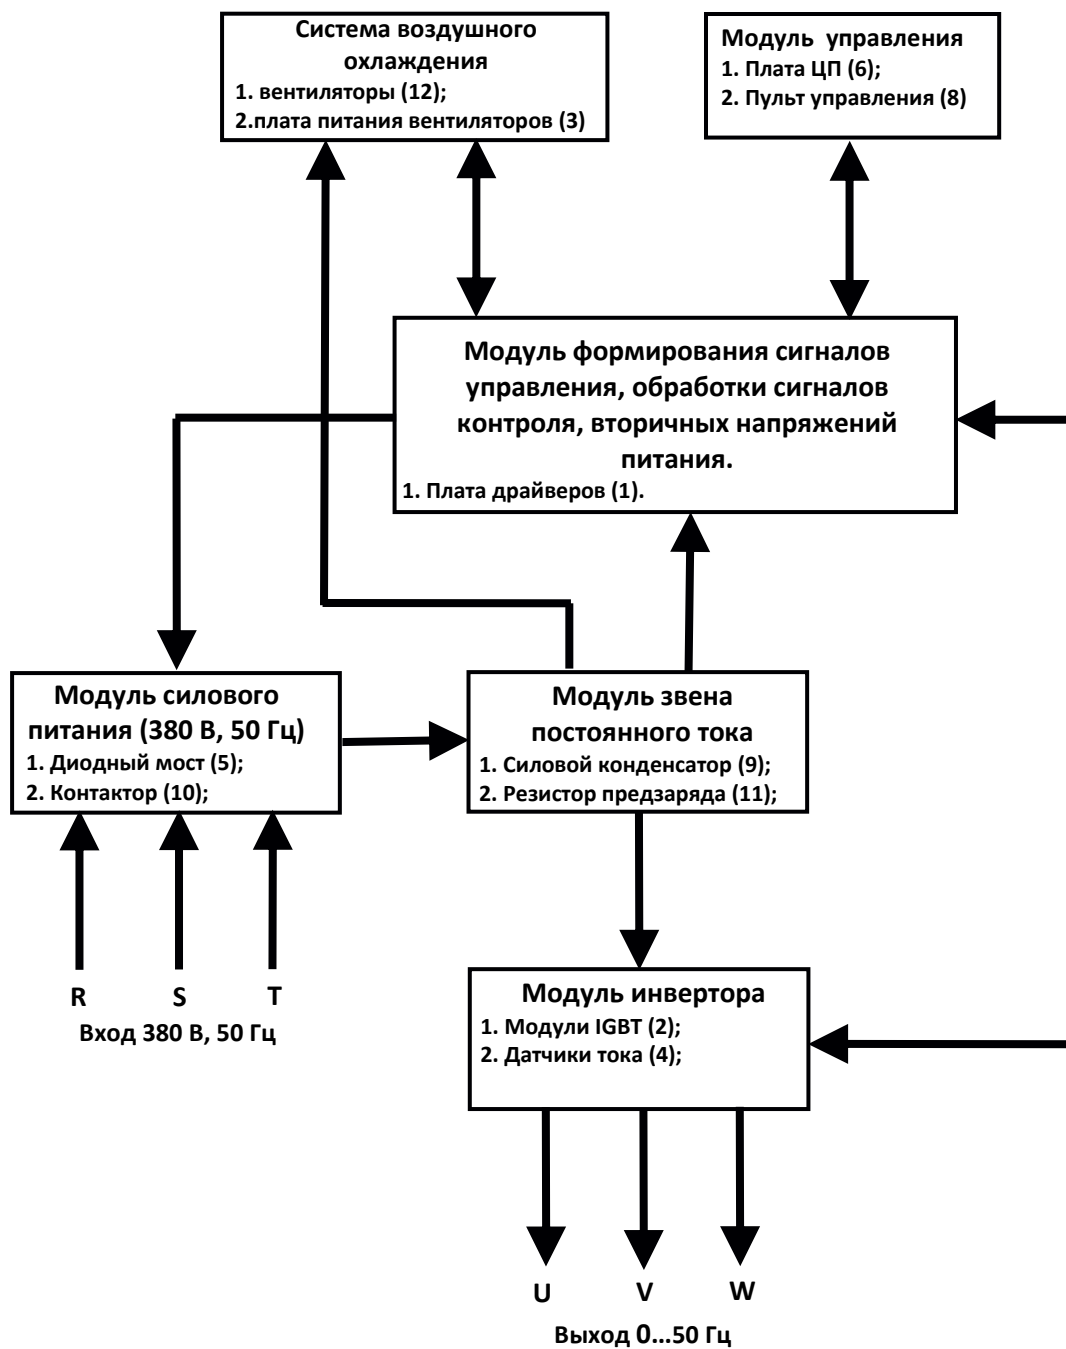 Система воздушного
охлаждения
1. вентиляторы (12);
2.плата питания вентиляторов (3)
Модуль управления
1. Плата ЦП (6);
2. Пульт управления (8)
Модуль формирования сигналов
управления, обработки сигналов
контроля, вторичных напряжений
питания.
1. Плата драйверов (1).
Модуль силового
питания (380 В, 50 Гц)
1. Диодный мост (5);
2. Контактор (10);
Модуль звена
постоянного тока
1. Силовой конденсатор (9);
2. Резистор предзаряда (11);
R S T
Вход 380 В, 50 Гц
Модуль инвертора
1. Модули IGBT (2);
2. Датчики тока (4);
U V W
Выход 0...50 Гц